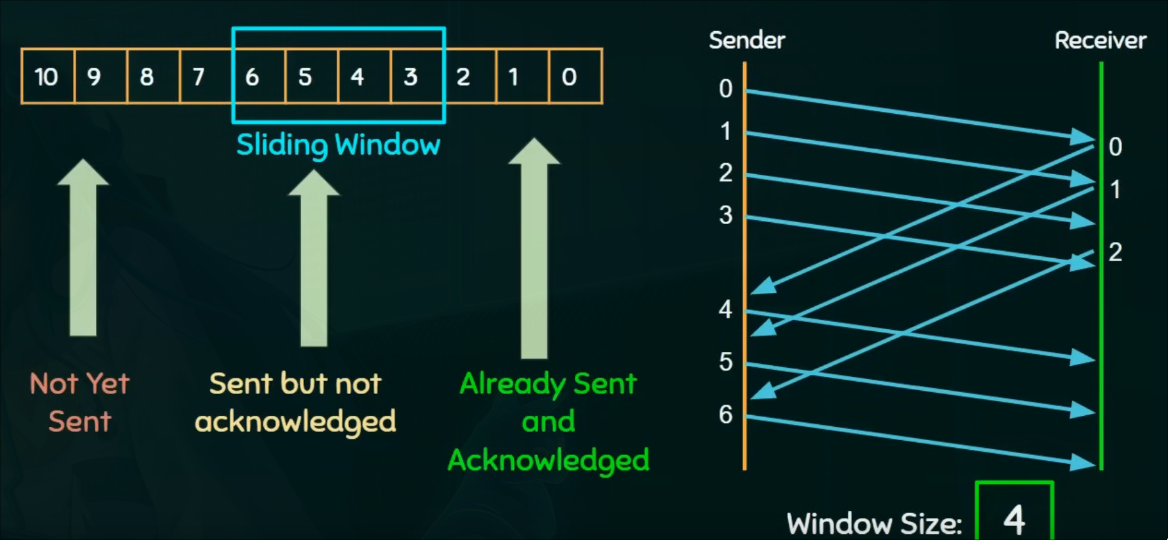 10 9 8 7 6 5 4 3 2 1 0
Sliding Window
Not Yet
Sent
Sent but not
acknowledged
Already Sent
and
Acknowledged
Sender
Receiver
0
1
2
3
4
5
6
0
1
2
Window Size: 4